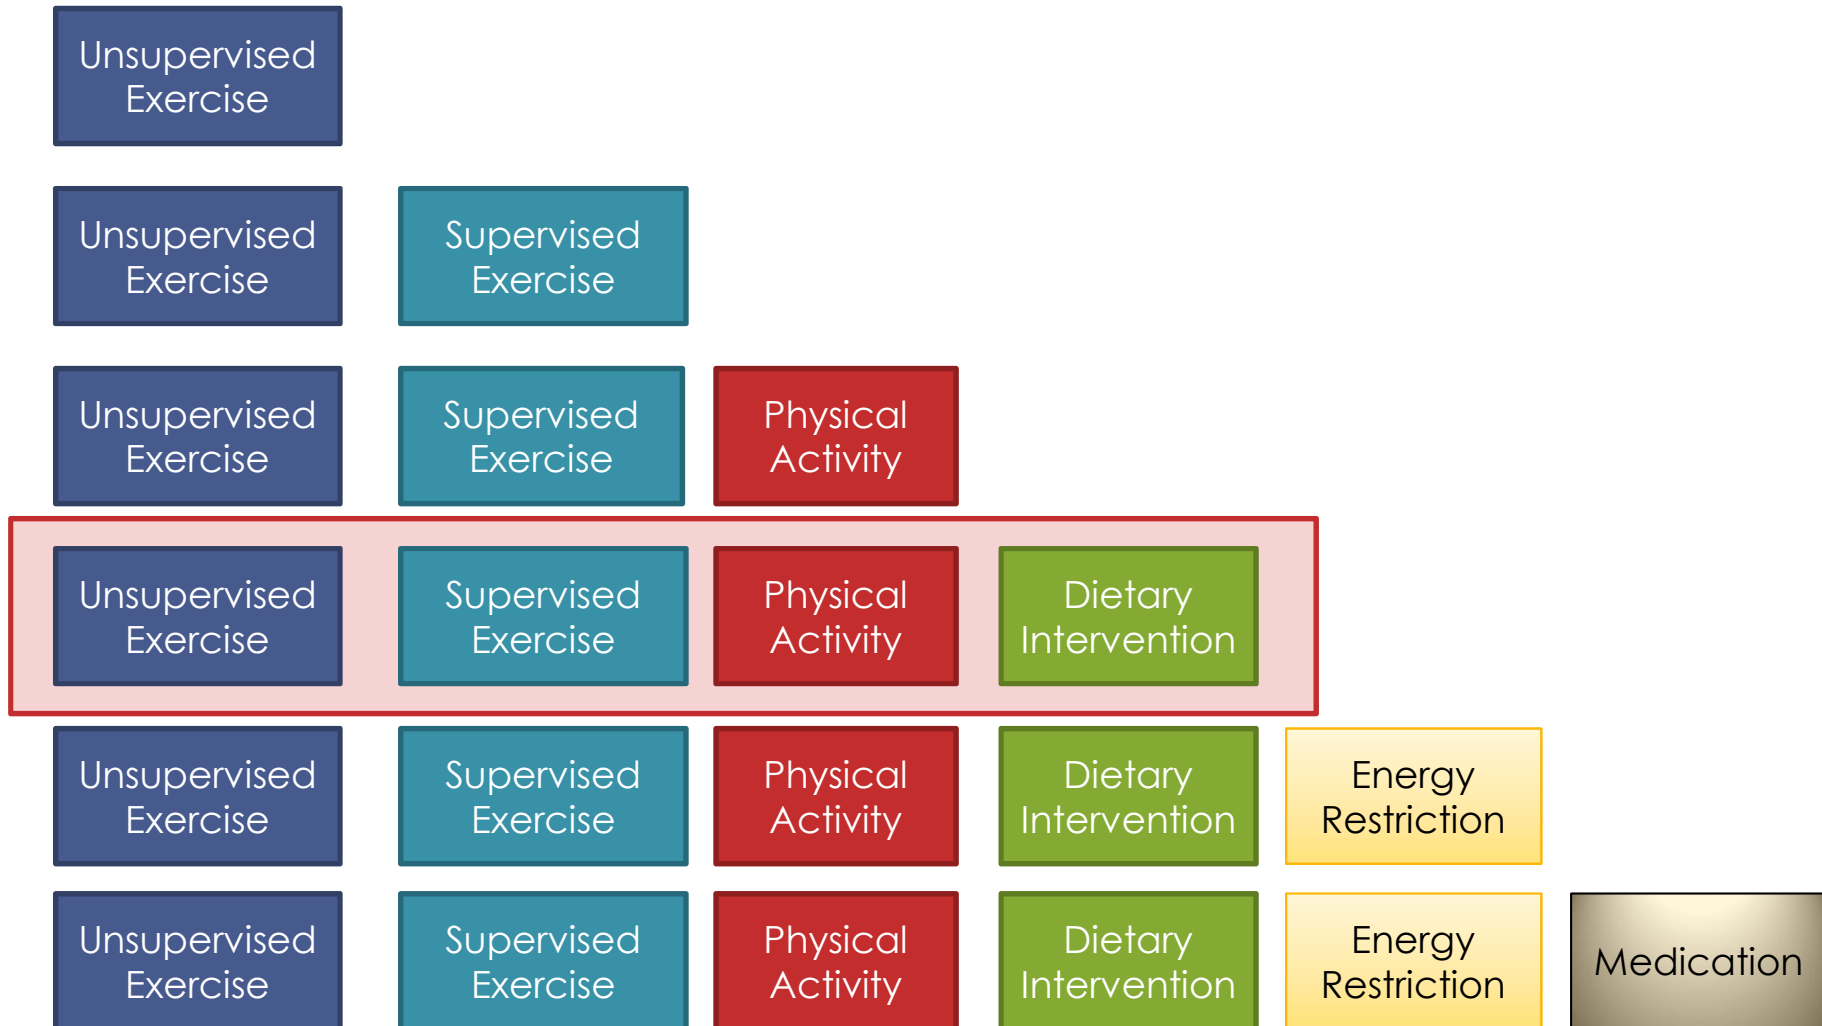 Unsupervised
Exercise
Unsupervised
Exercise
Supervised
Exercise
Unsupervised
Exercise
Supervised
Exercise
Physical
Activity
Unsupervised
Exercise
Supervised
Exercise
Physical
Activity
Dietary
Intervention
Unsupervised
Exercise
Supervised
Exercise
Physical
Activity
Dietary
Intervention
Energy
Restriction
Unsupervised
Exercise
Supervised
Exercise
Physical
Activity
Dietary
Intervention
Energy
Restriction
Medication